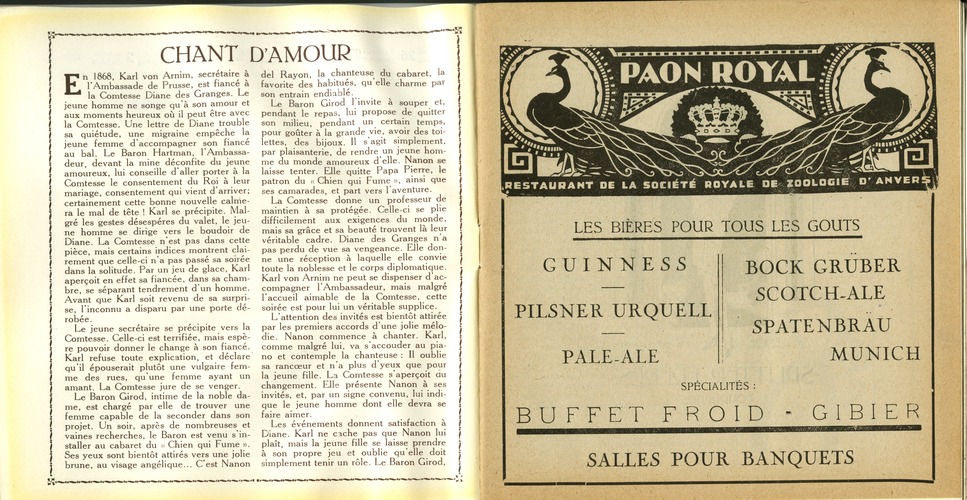 CHANT D'AMOUR
En 1868, Karl von Arnim, secrétaire à
l'Ambassade de Prusse, est fiancé à
la Comtesse Diane des Granges. Le
jeune homme ne songe qu'à son amour et
aux moments heureux où il peut être avec
la Comtesse. Une lettre de Diane trouble
sa quiétude, une migraine empêche la
jeune femme d'accompagner son fiancé
au bal. Le Baron Hartman, l'Ambassa-
deur, devant la mine déconfite du jeune
amoureux, lui conseille d'aller porter à la
Comtesse le consentement du Roi à leur
mariage, consentement qui vient d'arriver;
certainement cette bonne nouvelle calme-
ra le mal de tête ! Karl se précipite. Mal-
gré les gestes désespérés du valet, le jeu-
ne homme se dirige vers le boudoir de
Diane. La Comtesse n'est pas dans cette
pièce, mais certains indices montrent clai-
rement que celle-ci n'a pas passé sa soirée
dans la solitude. Par un jeu de glace, Karl
aperçoit en effet sa fiancée, dans sa cham-
bre, se séparant tendrement d'un homme.
Avant que Karl soit revenu de sa surpri-
se, l'inconnu a disparu par une porte dé-
robée.
Le jeune secrétaire se précipite vers la
Comtesse. Celle-ci est terrifiée, mais espè-
re pouvoir donner le change à son fiancé.
Karl refuse toute explication, et déclare
qu'il épouserait plutôt une vulgaire fem-
me des rues, qu'une femme ayant un
amant. La Comtesse jure de se venger.
Le Baron Girod, intime de la noble da-
me, est chargé par elle de trouver une
femme capable de la seconder dans son
projet. Un soir, après de nombreuses et
vaines recherches, le Baron est venu s'in-
staller au cabaret du « Chien qui Fume ».
Ses yeux sont bientôt attirés vers une jolie
brune, au visage angélique... C'est Nanon
del Rayon, la chanteuse du cabaret, la
favorite des habitués, qu'elle charme par
son entrain endiablé.
Le Baron Girod l'invite à souper et,
pendant le repas, lui propose de quitter
son milieu, pendant un certain temps,
pour goûter à la grande vie, avoir des toi-
lettes, des bijoux. Il s'agit simplement,
par plaisanterie, de rendre un jeune hom-
me du monde amoureux d'elle. Nanon se
laisse tenter. Elle quitte Papa Pierre, le
patron du « Chien qui Fume », ainsi que
ses camarades, et part vers l'aventure.
La Comtesse donne un professeur de
maintien à sa protégée. Celle-ci se plie
difficilement aux exigences du monde,
mais sa grâce et sa beauté trouvent là leur
véritable cadre. Diane des Granges n'a
pas perdu de vue sa vengeance. Elle don-
ne une réception à laquelle elle convie
toute la noblesse et le corps diplomatique.
Karl von Arnim ne peut se dispenser d'ac-
compagner l'Ambassadeur, mais malgré
l'accueil aimable de la Comtesse, cette
soirée est pour lui un véritable supplice.
L'attention des invités est bientôt attirée
par les premiers accords d'une jolie mélo-
die. Nanon commence à chanter. Karl,
comme malgré lui, va s'accouder au pia-
no et contemple la chanteuse : Il oublie
sa rancœur et n'a plus d'yeux que pour
la jeune fille. La Comtesse s'aperçoit du
changement. Elle présente Nanon à ses
invités, et, par un signe convenu, lui indi-
que le jeune homme dont elle devra se
faire aimer.
Les événements donnent satisfaction à
Diane. Karl ne cache pas que Nanon lui
plaît, mais la jeune fille se laisse prendre
à son propre jeu et oublie qu'elle doit
simplement tenir un rôle. Le Baron Girod,
PAON ROYAL
RESTAURANT DE LA SOCIÉTÉ ROYALE DE ZOOLOGIE D'ANVERS
LES BIÈRES POUR TOUS LES GOUTS
GUINNESS
PILSNER URQUELL
PALE-ALE
BOCK GRÜBER
SCOTCH-ALE
SPATENBRÄU
MUNICH
SPÉCIALITÉS :
BUFFET FROID - GIBIER
SALLES POUR BANQUETS